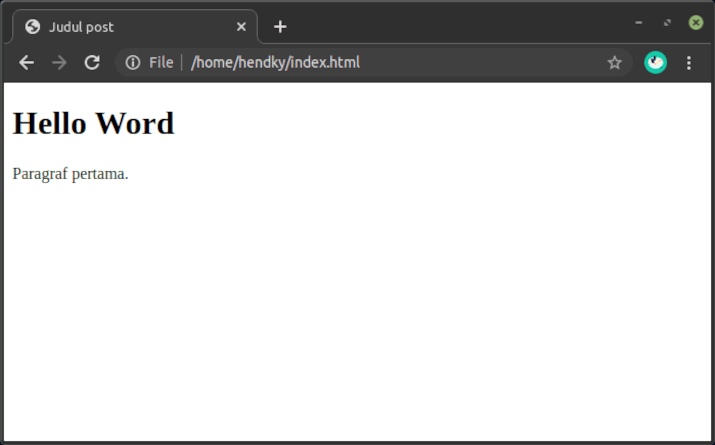 Judul post
File /home/hendky/index.html
Hello Word
Paragraf pertama.